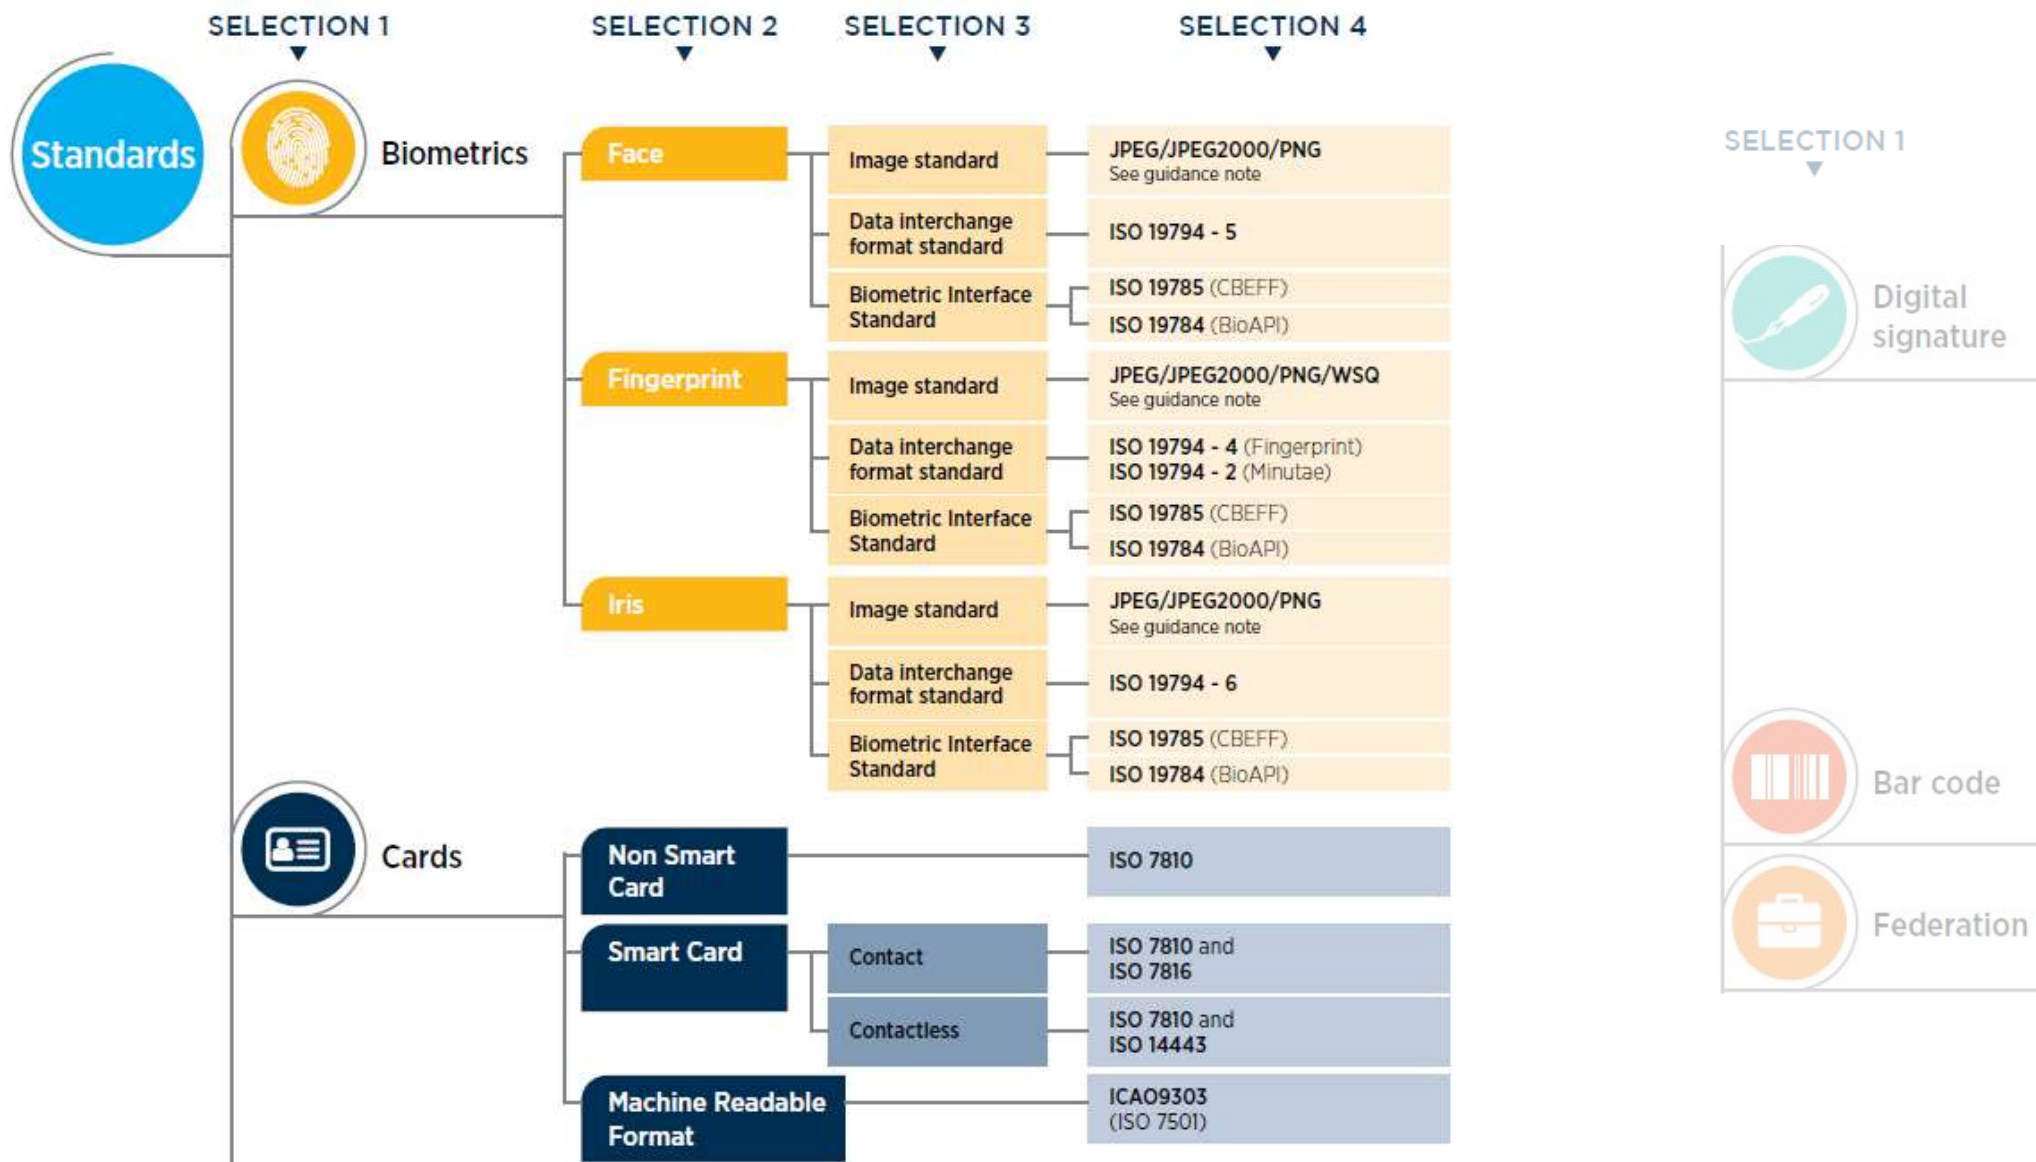 SELECTION 1
SELECTION 2
SELECTION 3
SELECTION 4
Standards
Biometrics
Face
Image standard
JPEG/JPEG2000/PNG
See guidance note
Data interchange
format standard
ISO 19794 - 5
Biometric Interface
Standard
ISO 19785 (CBEFF)
ISO 19784 (BioAPI)
Fingerprint
Image standard
JPEG/JPEG2000/PNG/WSQ
See guidance note
Data interchange
format standard
ISO 19794 - 4 (Fingerprint)
ISO 19794 - 2 (Minutae)
Biometric Interface
Standard
ISO 19785 (CBEFF)
ISO 19784 (BioAPI)
Iris
Image standard
JPEG/JPEG2000/PNG
See guidance note
Data interchange
format standard
ISO 19794 - 6
Biometric Interface
Standard
ISO 19785 (CBEFF)
ISO 19784 (BioAPI)
Cards
Non Smart
Card
ISO 7810
Smart Card
Contact
ISO 7810 and
ISO 7816
Contactless
ISO 7810 and
ISO 14443
Machine Readable
Format
ICAO9303
(ISO 7501)
SELECTION 1
Digital
signature
Bar code
Federation